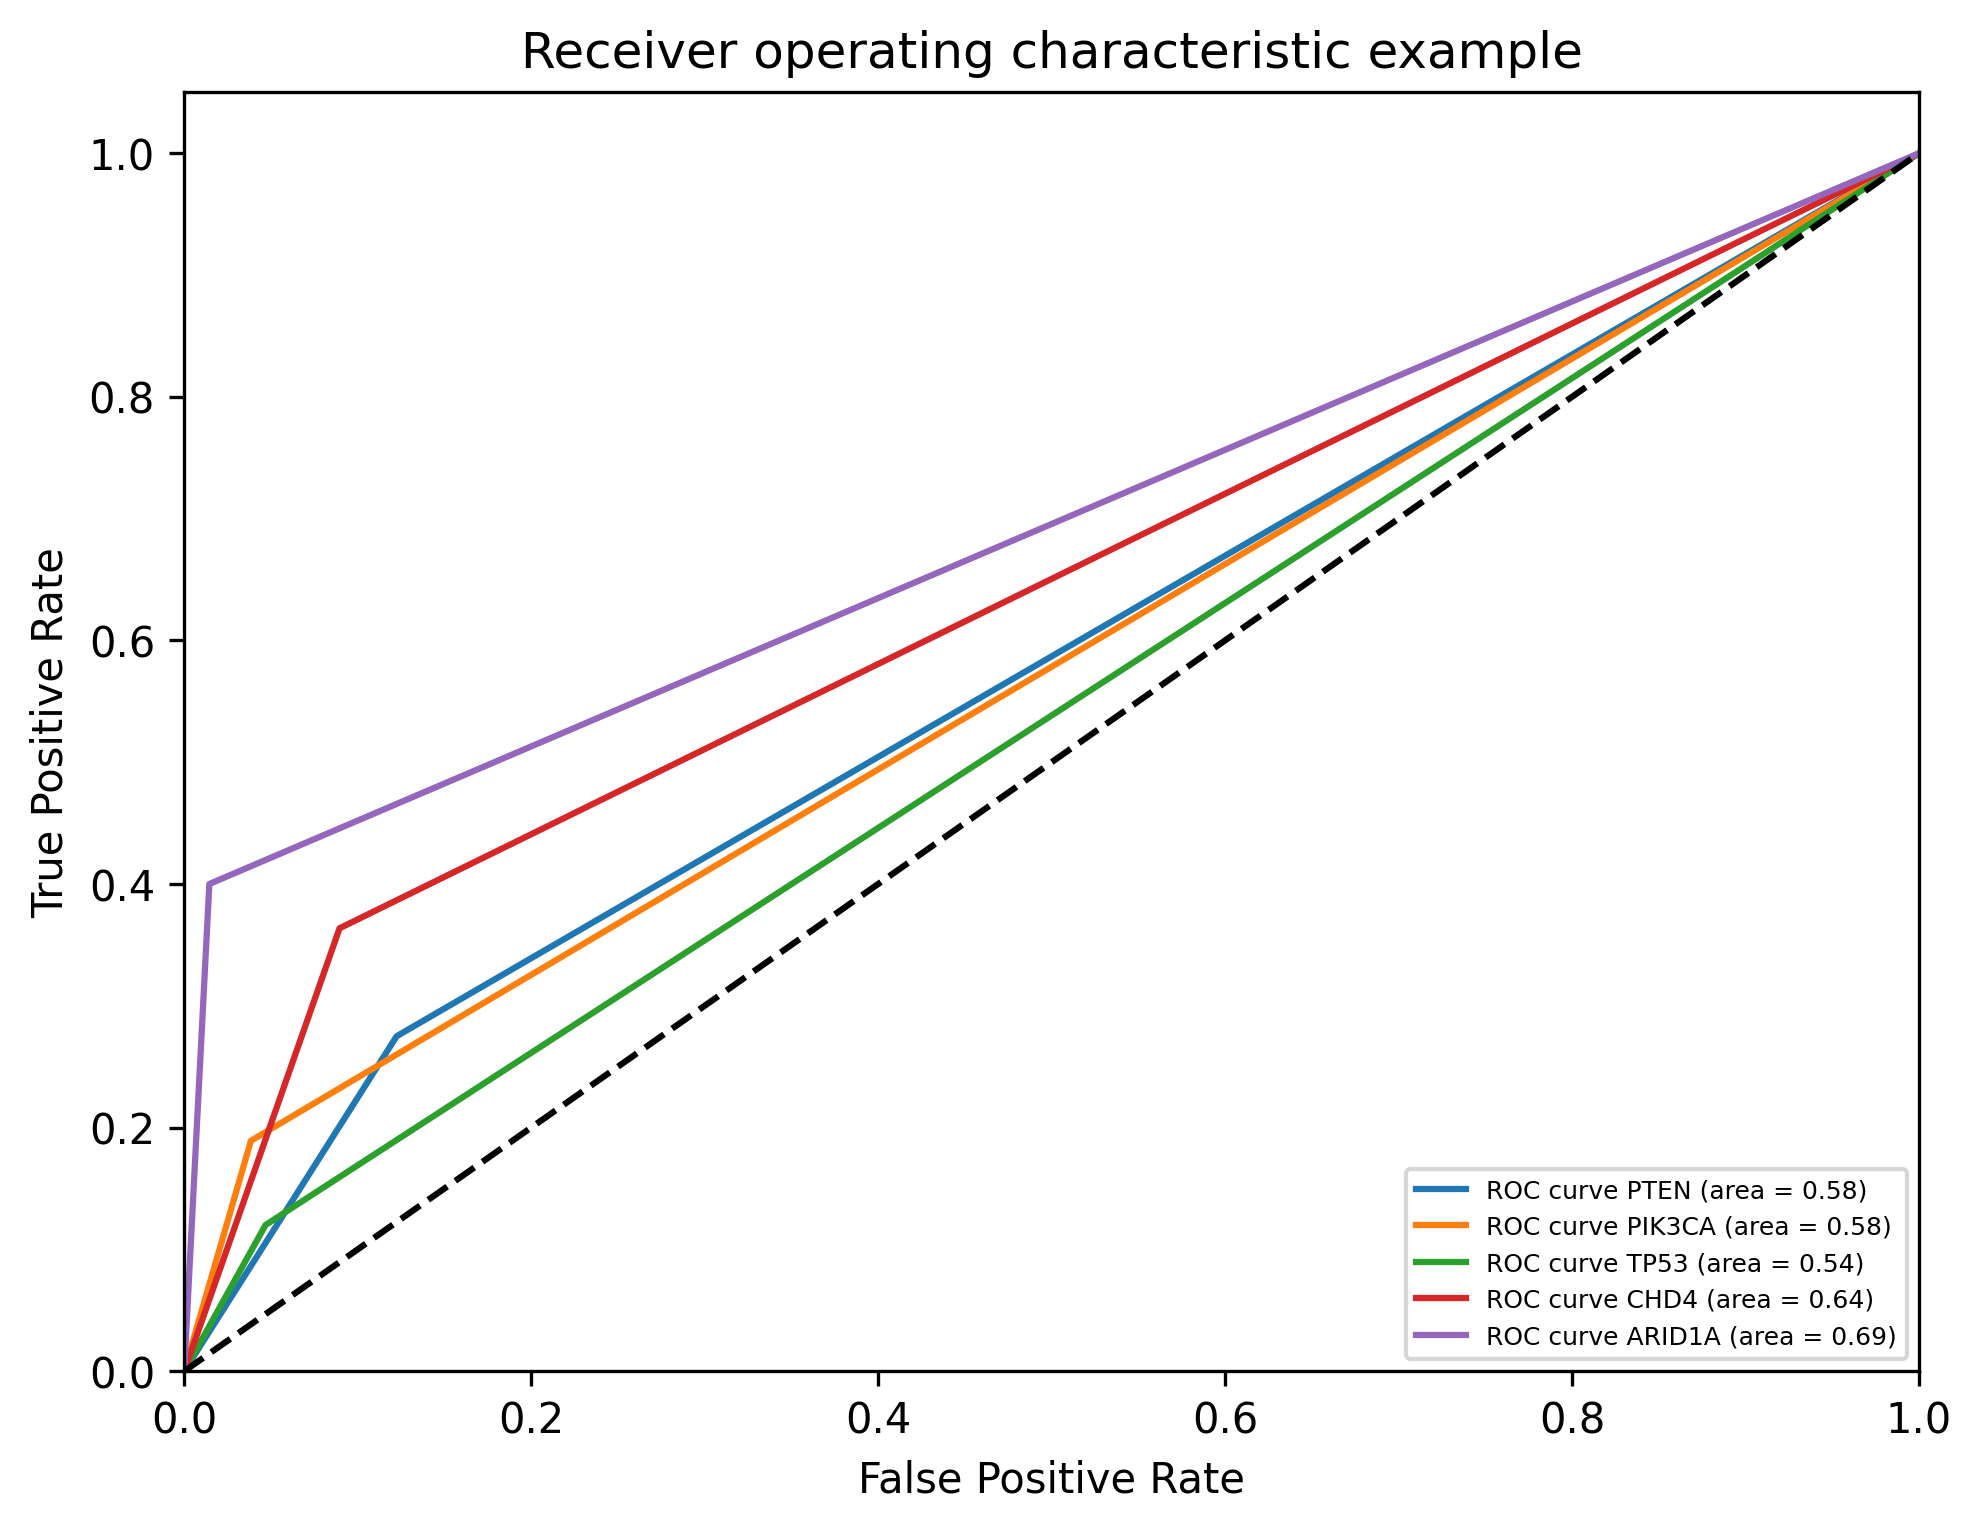 Receiver operating characteristic example
1.0
0.8
0.6
0.4
0.2
0.0
True Positive Rate
ROC curve PTEN (area = 0.58)
ROC curve PIK3CA (area = 0.58)
ROC curve TP53 (area = 0.54)
ROC curve CHD4 (area = 0.64)
ROC curve ARID1A (area = 0.69)
0.0 0.2 0.4 0.6 0.8 1.0
False Positive Rate